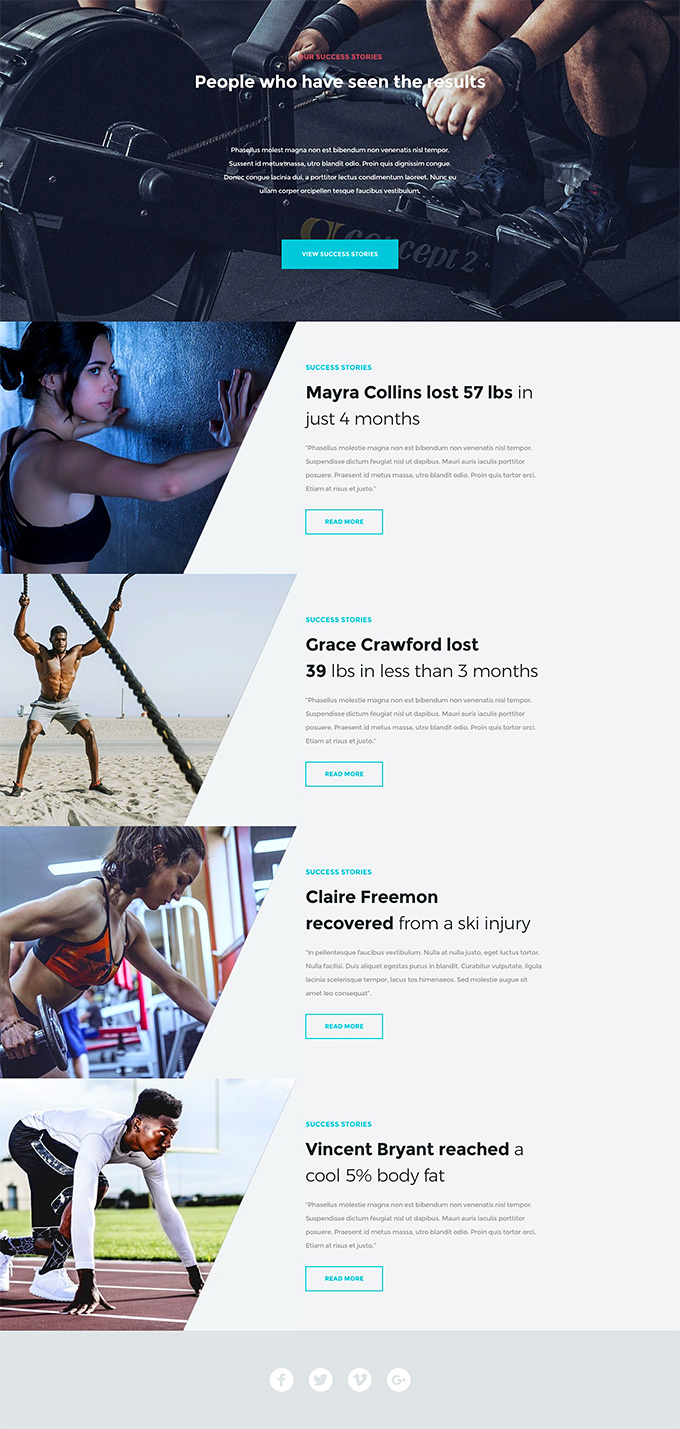 OUR SUCCESS STORIES
People who have seen the results
Phasellus molest magna non est bibendum non venenatis nisl tempor.
Sussent id metus massa, utro blandit odio. Proin quis dignissim congue.
Donec congue lacinia dui, a porttitor lectus condimentum laoreet. Nunc eu
ullam corper orcipellen tesque faucibus vestibulum.
concept 2
VIEW SUCCESS STORIES
SUCCESS STORIES
Mayra Collins lost 57 lbs in
just 4 months
"Phasellus molestie magna non est bibendum non venenatis nisl tempor.
Suspendisse dictum feugiat nisl ut dapibus. Mauri auris iaculis porttitor
posuere. Praesent id metus massa, utro blandit odio. Proin quis tortor orci.
Etiam at risus et justo."
READ MORE
SUCCESS STORIES
Grace Crawford lost
39 lbs in less than 3 months
"Phasellus molestie magna non est bibendum non venenatis nisl tempor.
Suspendisse dictum feugiat nisl ut dapibus. Mauri auris iaculis porttitor
posuere. Praesent id metus massa, utro blandit odio. Proin quis tortor orci.
Etiam at risus et justo."
READ MORE
SUCCESS STORIES
Claire Freemon
recovered from a ski injury
"In pellentesque faucibus vestibulum. Nulla at nulla justo, eget luctus tortor.
Nulla facilisi. Duis aliquet egestas purus in blandit. Curabitur vulputate, ligula
lacinia scelerisque tempor, lacus tos himenaeos. Sed molestie augue sit
amet leo consequat".
READ MORE
SUCCESS STORIES
Vincent Bryant reached a
cool 5% body fat
"Phasellus molestie magna non est bibendum non venenatis nisl tempor.
Suspendisse dictum feugiat nisl ut dapibus. Mauri auris iaculis porttitor
posuere. Praesent id metus massa, utro blandit odio. Proin quis tortor orci.
Etiam at risus et justo."
READ MORE